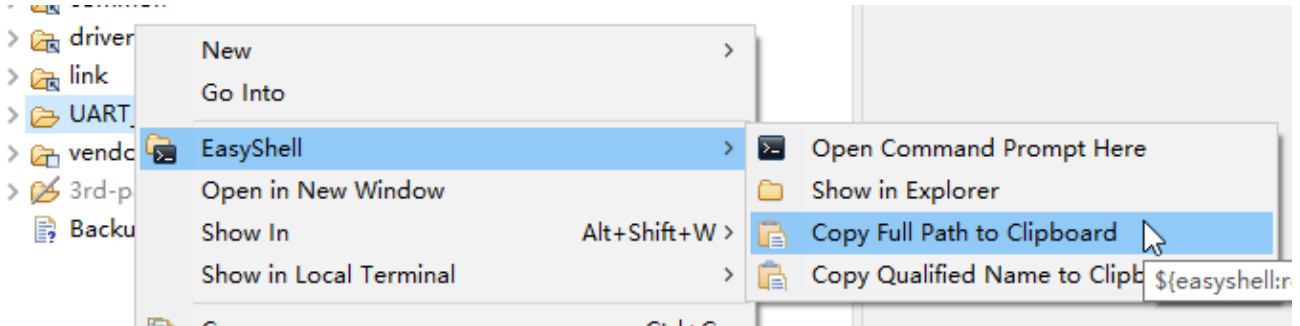 driver
link
UART_
vendo
3rd-p
Backu
New
Go Into
EasyShell
Open in New Window
Show In Alt+Shift+W
Show in Local Terminal
Open Command Prompt Here
Show in Explorer
Copy Full Path to Clipboard
Copy Qualified Name to Clipb
${easyshell:r